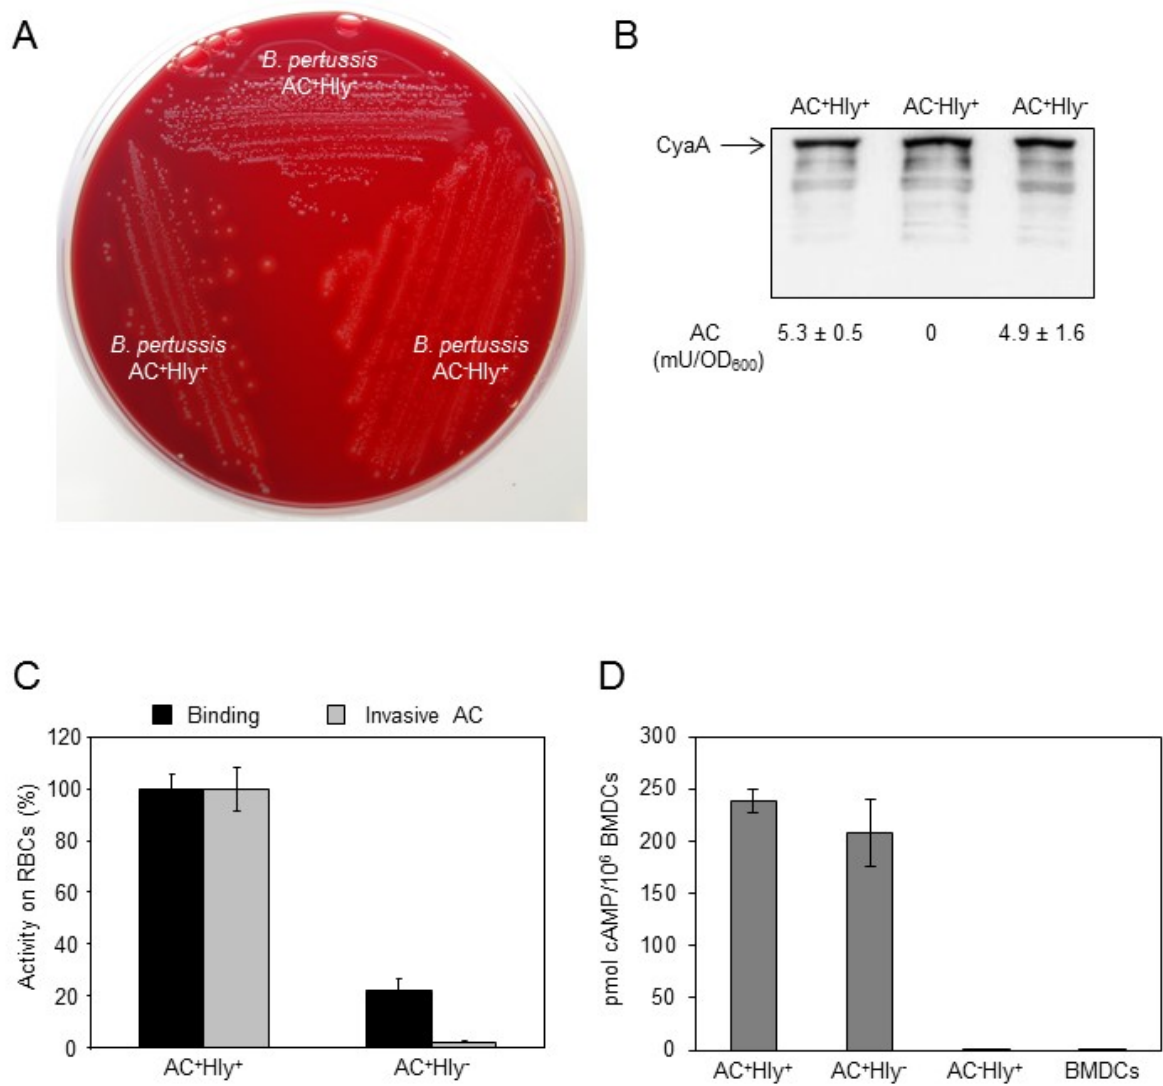 A
B. pertussis
AC⁺Hly⁻
B. pertussis
AC⁺Hly⁺
B. pertussis
AC⁻Hly⁺
B
AC⁺Hly⁺ AC⁻Hly⁺ AC⁺Hly⁻
CyaA
AC 5.3 ± 0.5 0 4.9 ± 1.6
(mU/OD₆₀₀)
C
Binding Invasive AC
Activity on RBCs (%)
120
100
80
60
40
20
0
AC⁺Hly⁺ AC⁺Hly⁻
D
pmol cAMP/10⁶ BMDCs
300
250
200
150
100
50
0
AC⁺Hly⁺ AC⁺Hly⁻ AC⁻Hly⁺ BMDCs